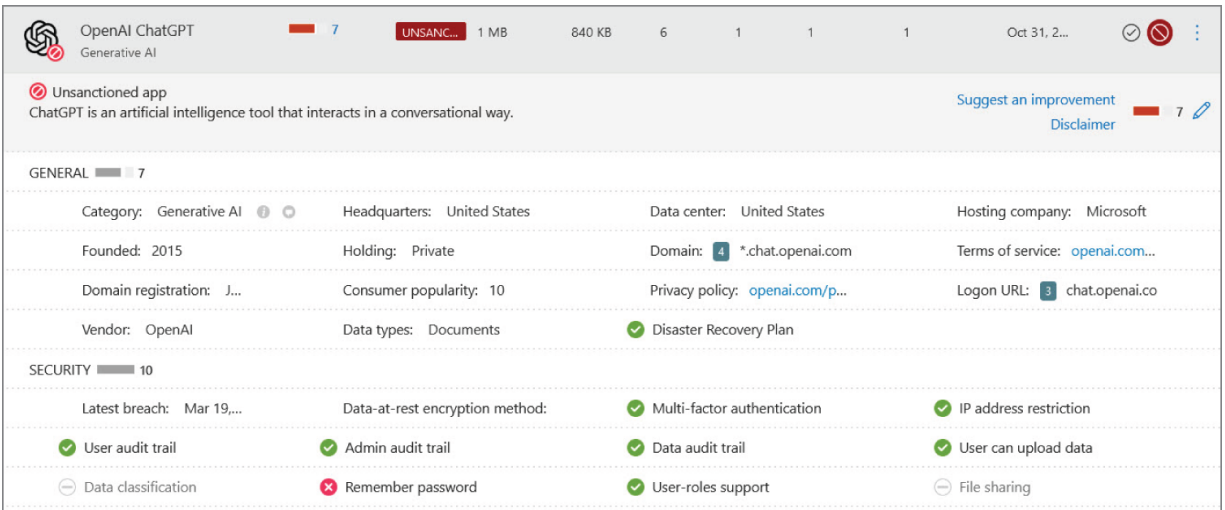 OpenAI ChatGPT 7 UNSANC... 1 MB 840 KB 6 1 1 1 Oct 31, 2...
Generative AI
Unsanctioned app
ChatGPT is an artificial intelligence tool that interacts in a conversational way.
Suggest an improvement
Disclaimer
7
GENERAL 7
Category: Generative AI Headquarters: United States Data center: United States Hosting company: Microsoft
Founded: 2015 Holding: Private Domain: 4 *.chat.openai.com Terms of service: openai.com...
Domain registration: J... Consumer popularity: 10 Privacy policy: openai.com/p... Logon URL: 3 chat.openai.co
Vendor: OpenAI Data types: Documents Disaster Recovery Plan
SECURITY 10
Latest breach: Mar 19,... Data-at-rest encryption method: Multi-factor authentication IP address restriction
User audit trail Admin audit trail Data audit trail User can upload data
Data classification Remember password User-roles support File sharing